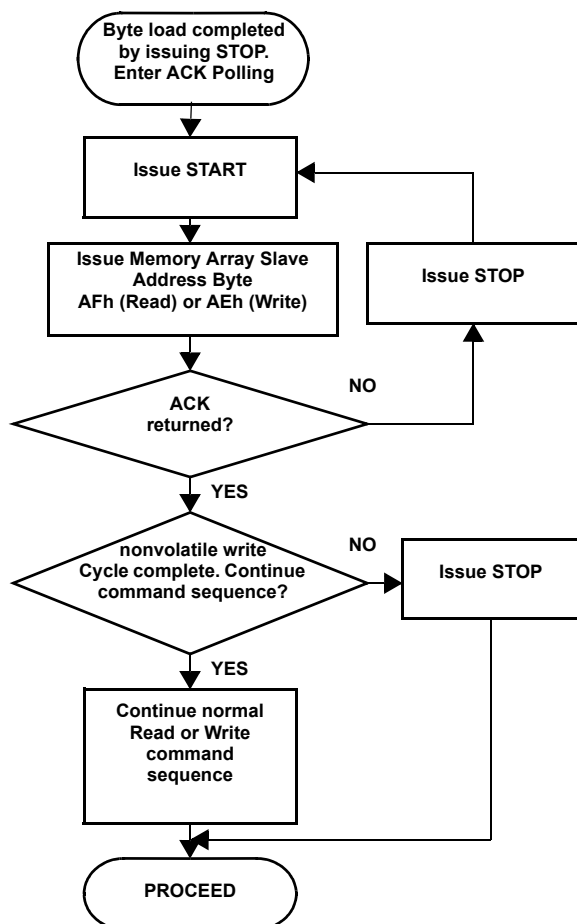 Byte load completed
by issuing STOP.
Enter ACK Polling
Issue START
Issue Memory Array Slave
Address Byte
AFh (Read) or AEh (Write)
Issue STOP
ACK
returned?
NO
YES
nonvolatile write
Cycle complete. Continue
command sequence?
NO
Issue STOP
YES
Continue normal
Read or Write
command
sequence
PROCEED